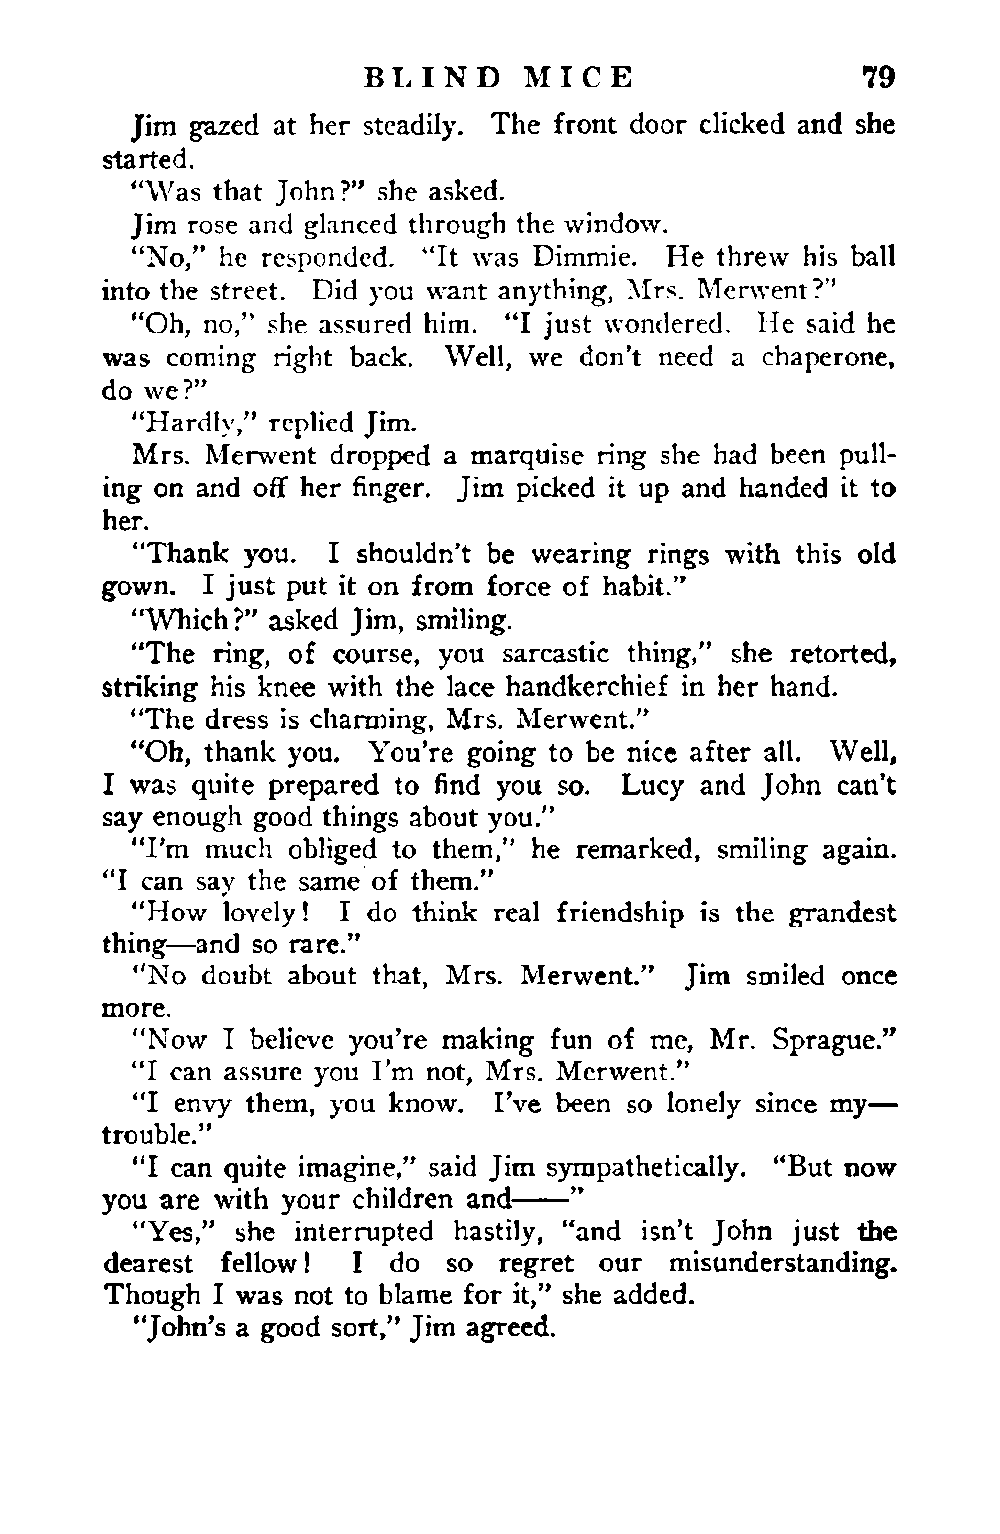 BLIND MICE 79
Jim gazed at her steadily. The front door clicked and she
started.
“Was that John?” she asked.
Jim rose and glanced through the window.
“No,” he responded. “It was Dimmie. He threw his ball
into the street. Did you want anything, Mrs. Merwent?”
“Oh, no,” she assured him. “I just wondered. He said he
was coming right back. Well, we don’t need a chaperone,
do we?”
“Hardly,” replied Jim.
Mrs. Merwent dropped a marquise ring she had been pull-
ing on and off her finger. Jim picked it up and handed it to
her.
“Thank you. I shouldn’t be wearing rings with this old
gown. I just put it on from force of habit.”
“Which?” asked Jim, smiling.
“The ring, of course, you sarcastic thing,” she retorted,
striking his knee with the lace handkerchief in her hand.
“The dress is charming, Mrs. Merwent.”
“Oh, thank you. You’re going to be nice after all. Well,
I was quite prepared to find you so. Lucy and John can’t
say enough good things about you.”
“I’m much obliged to them,” he remarked, smiling again.
“I can say the same of them.”
“How lovely! I do think real friendship is the grandest
thing—and so rare.”
“No doubt about that, Mrs. Merwent.” Jim smiled once
more.
“Now I believe you’re making fun of me, Mr. Sprague.”
“I can assure you I’m not, Mrs. Merwent.”
“I envy them, you know. I’ve been so lonely since my—
trouble.”
“I can quite imagine,” said Jim sympathetically. “But now
you are with your children and——”
“Yes,” she interrupted hastily, “and isn’t John just the
dearest fellow! I do so regret our misunderstanding.
Though I was not to blame for it,” she added.
“John’s a good sort,” Jim agreed.